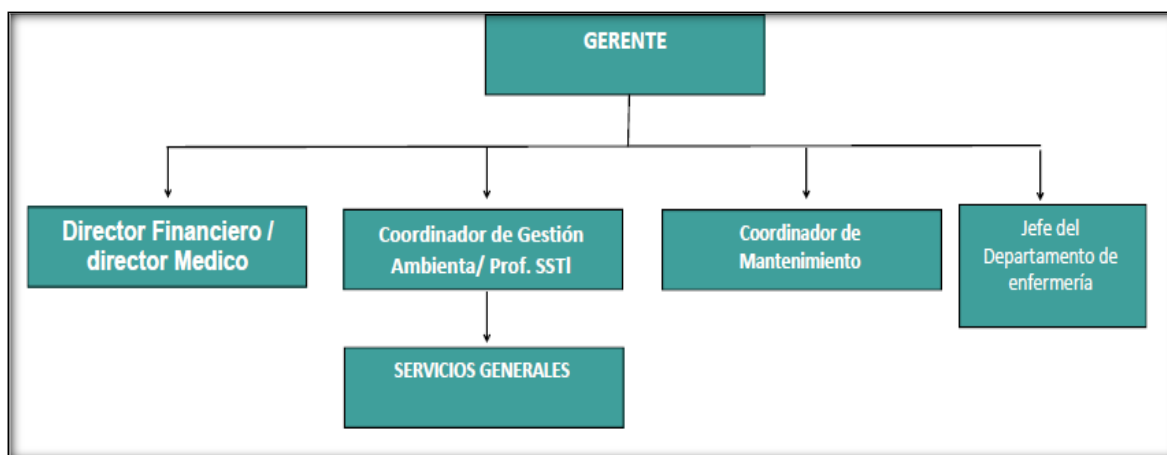 GERENTE
Director Financiero /
director Medico
Coordinador de Gestión
Ambienta/ Prof. SSTl
Coordinador de
Mantenimiento
Jefe del
Departamento de
enfermería
SERVICIOS GENERALES